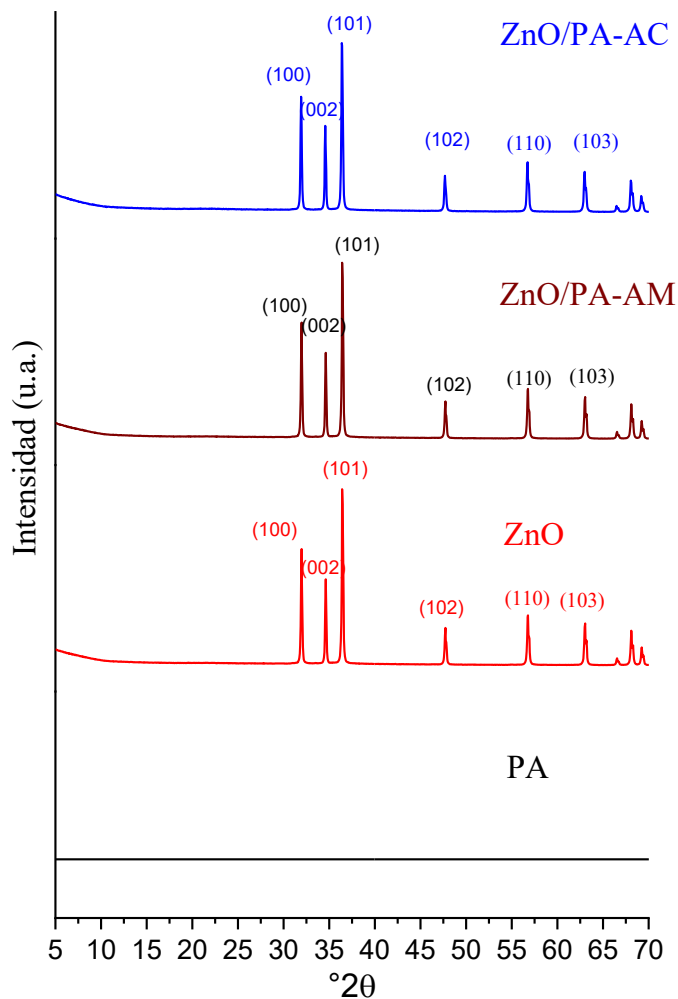 ZnO/PA-AC
(101)
(100)
(002)
(102)
(110)
(103)
ZnO/PA-AM
(101)
(100)
(002)
(102)
(110)
(103)
ZnO
(101)
(100)
(002)
(102)
(110)
(103)
PA
Intensidad (u.a.)
5 10 15 20 25 30 35 40 45 50 55 60 65 70
°2θ